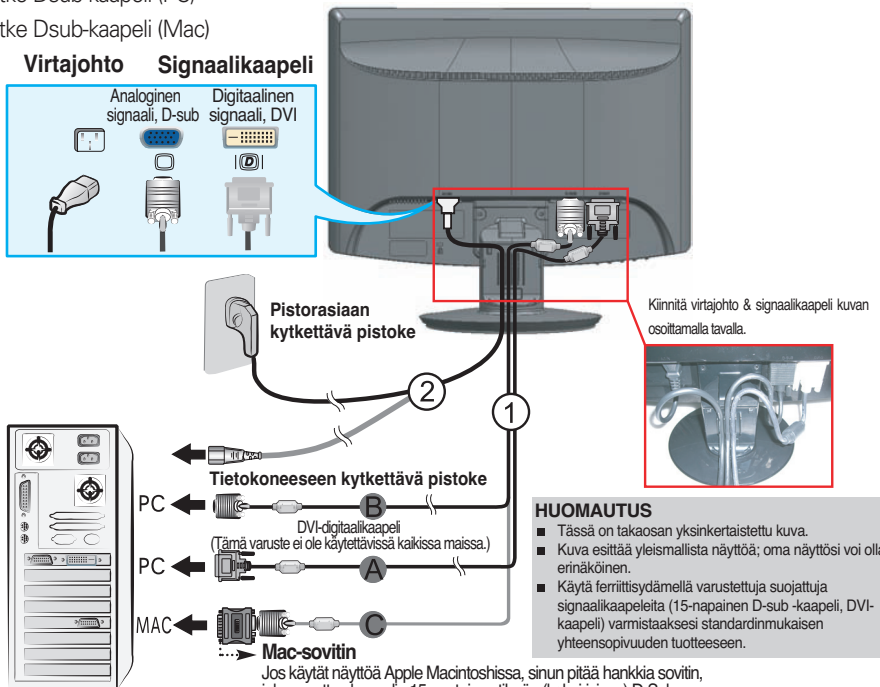 tke Dsub-kaapeli (PC)
tke Dsub-kaapeli (Mac)
Virtajohto Signaalikaapeli
Analoginen signaali, D-sub
Digitaalinen signaali, DVI
D
Pistorasiaan
kytkettävä pistoke
Kiinnitä virtajohto & signaalikaapeli kuvan
osoittamalla tavalla.
2
1
Tietokoneeseen kytkettävä pistoke
PC
B
DVI-digitaalikaapeli
(Tämä varuste ei ole käytettävissä kaikissa maissa.)
PC
A
MAC
C
HUOMAUTUS
■ Tässä on takaosan yksinkertaistettu kuva.
■ Kuva esittää yleismallista näyttöä; oma näyttösi voi olla
erinäköinen.
■ Käytä ferriittisydämellä varustettuja suojattuja
signaalikaapeleita (15-napainen D-sub -kaapeli, DVI-
kaapeli) varmistaaksesi standardinmukaisen
yhteensopivuuden tuotteeseen.
Mac-sovitin
Jos käytät näyttöä Apple Macintoshissa, sinun pitää hankkia sovitin,